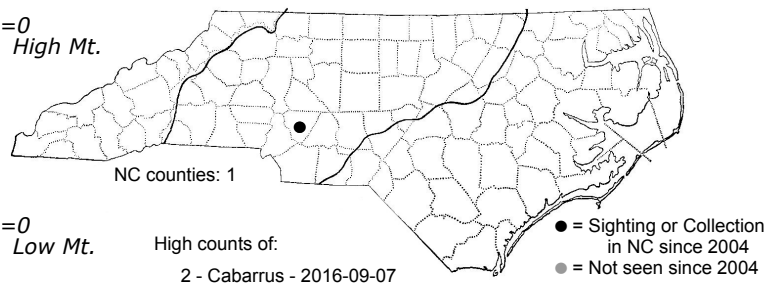 =0
High Mt.
NC counties: 1
=0
Low Mt.
High counts of:
2 - Cabarrus - 2016-09-07
● = Sighting or Collection
in NC since 2004
● = Not seen since 2004